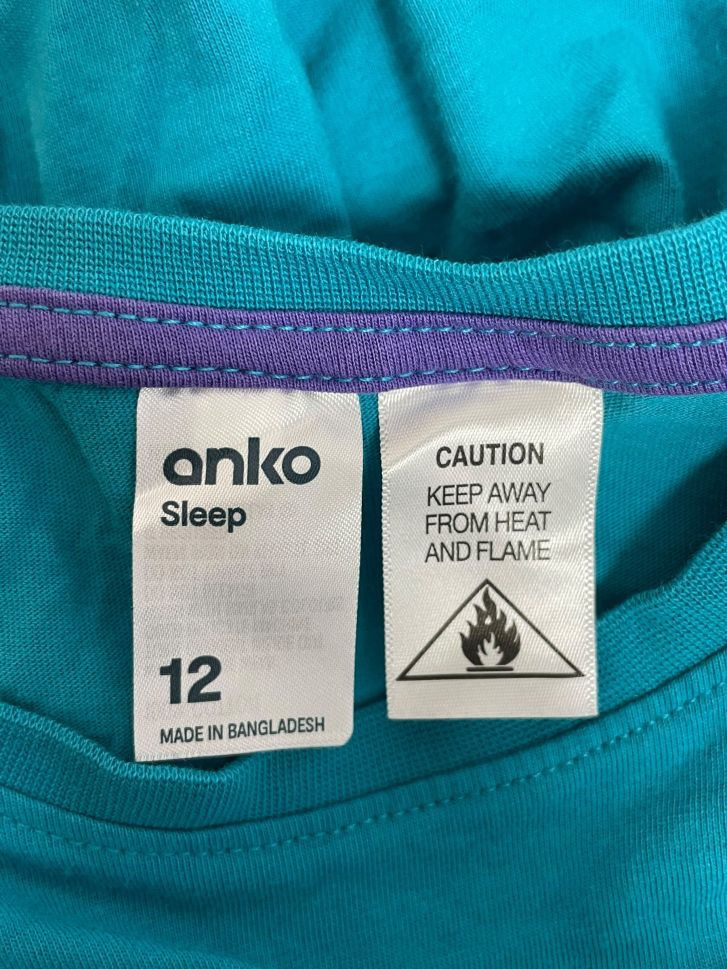 anko
Sleep
12
MADE IN BANGLADESH
CAUTION
KEEP AWAY
FROM HEAT
AND FLAME